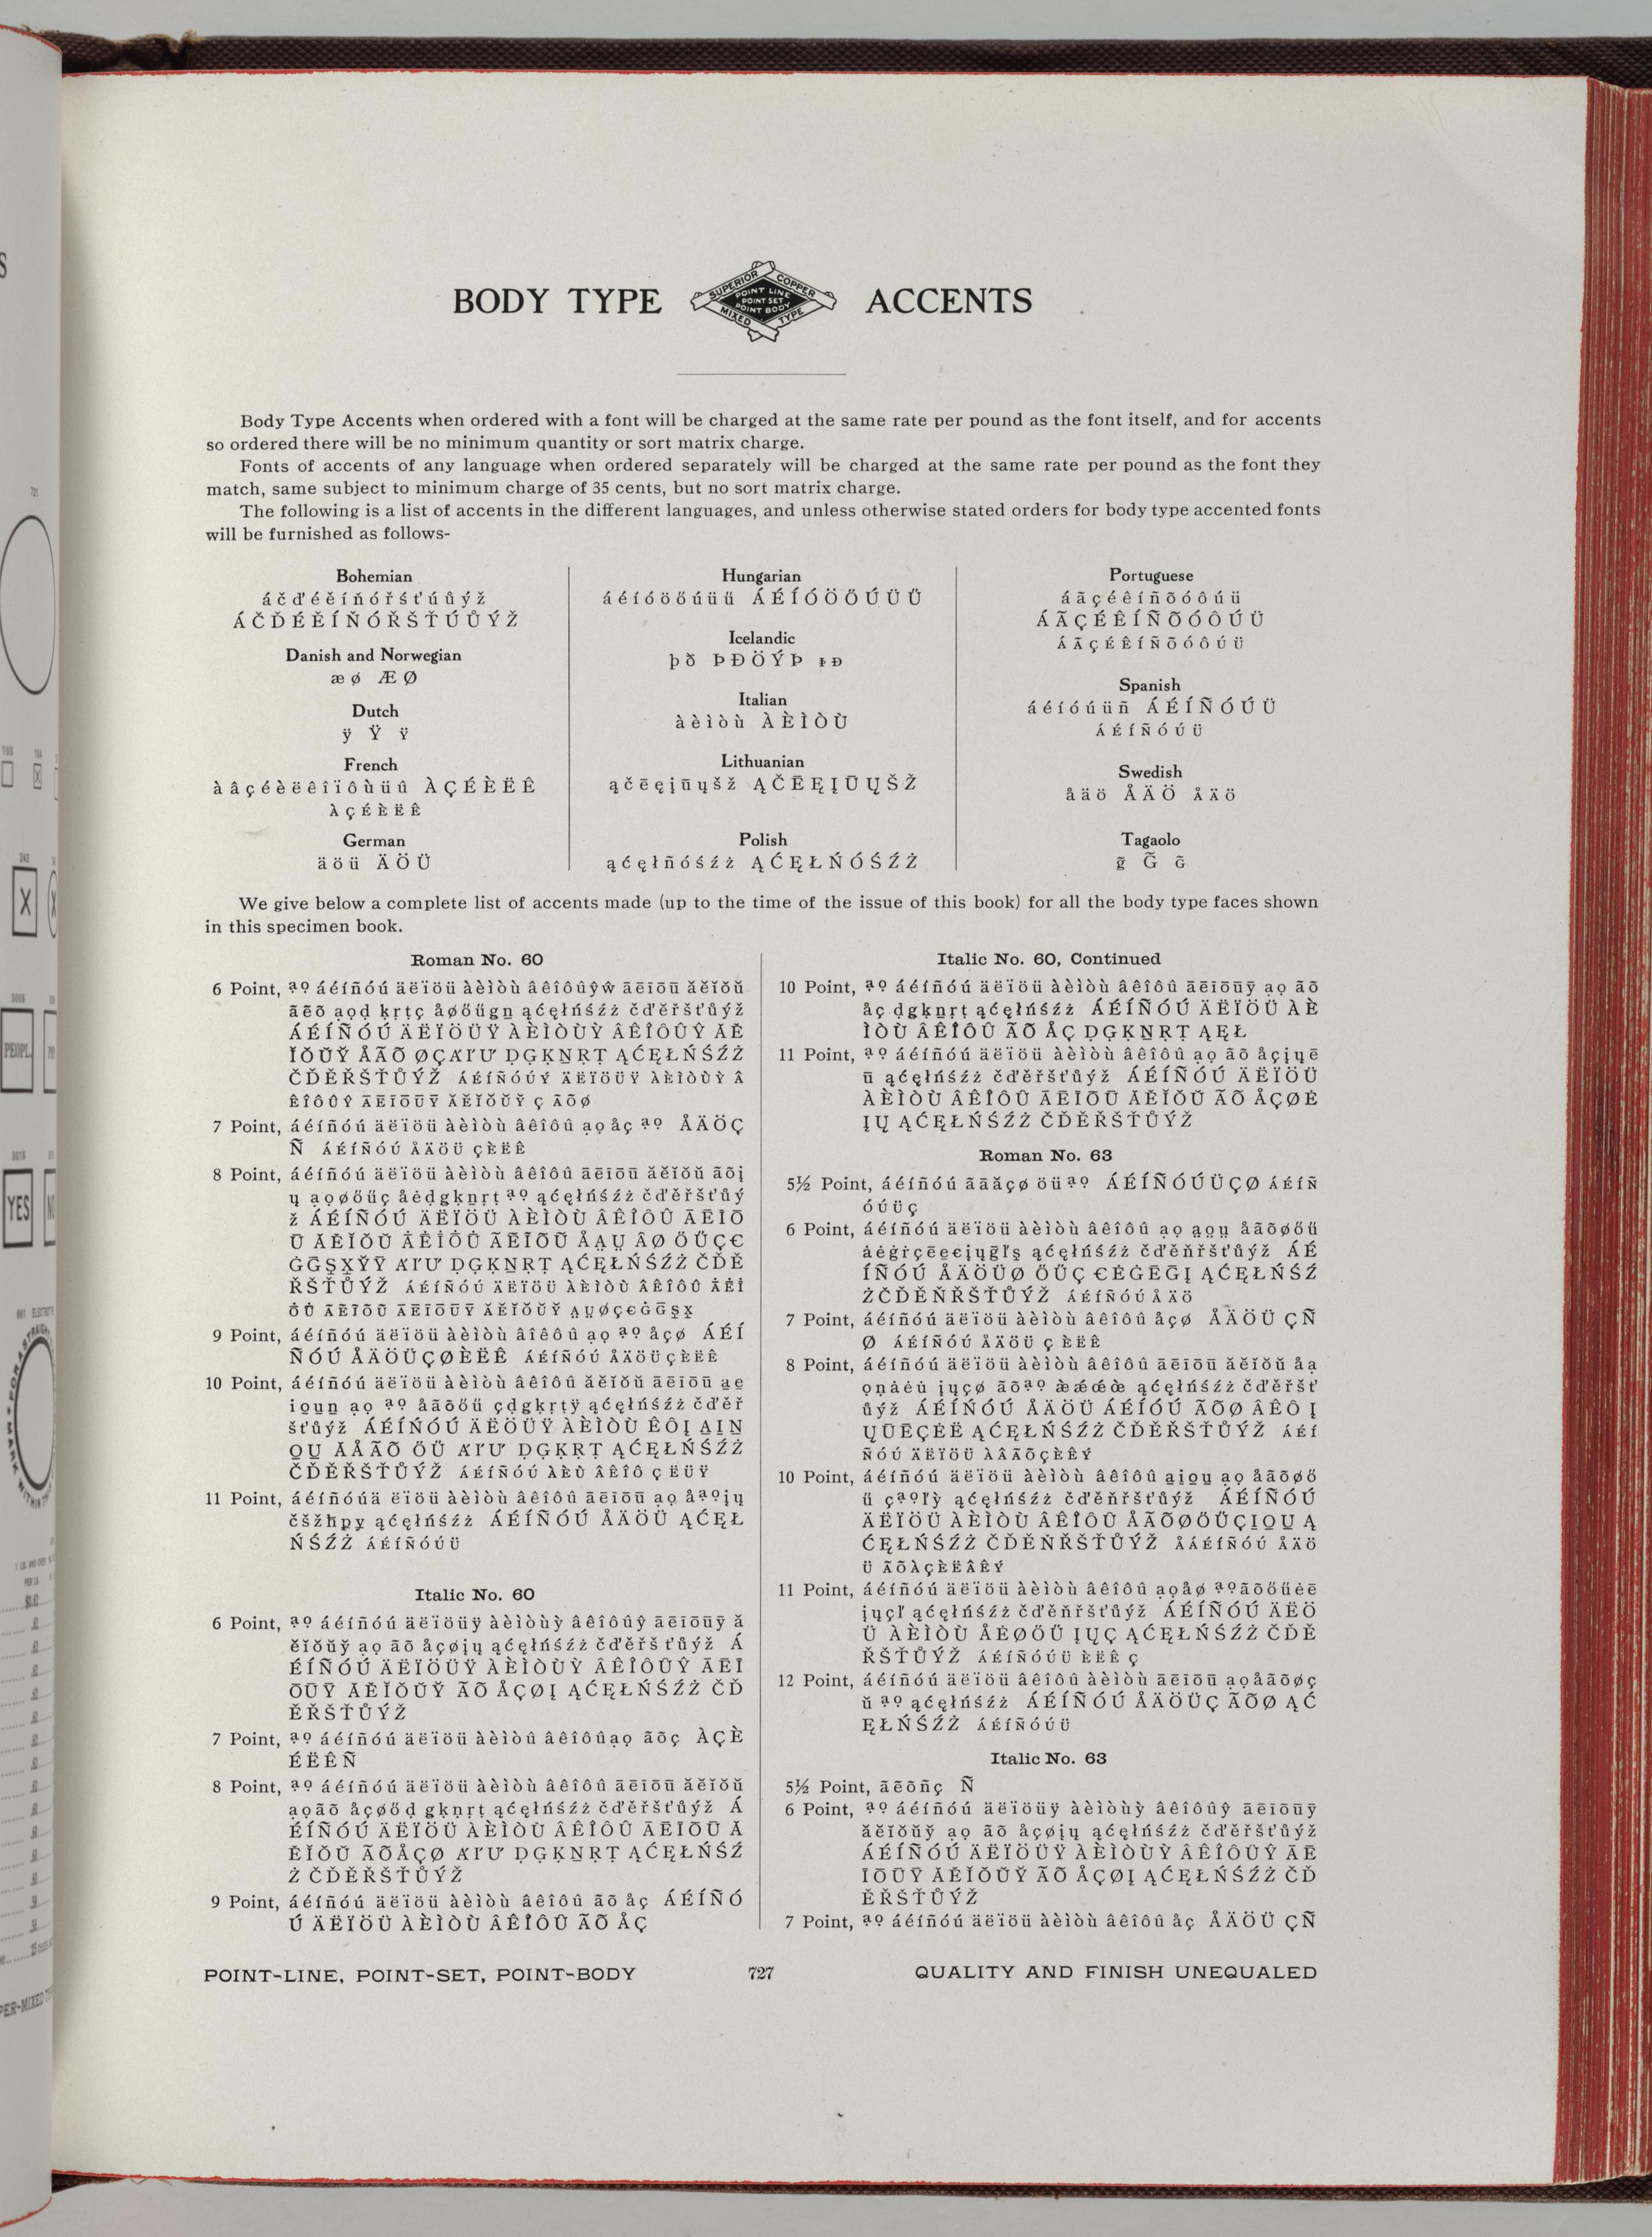 BODY TYPE
SUPERIOR COPPER
POINT LINE
POINT SET
POINT BODY
MIXED TYPE
ACCENTS
Body Type Accents when ordered with a font will be charged at the same rate per pound as the font itself, and for accents
so ordered there will be no minimum quantity or sort matrix charge.
Fonts of accents of any language when ordered separately will be charged at the same rate per pound as the font they
match, same subject to minimum charge of 35 cents, but no sort matrix charge.
The following is a list of accents in the different languages, and unless otherwise stated orders for body type accented fonts
will be furnished as follows-
Bohemian
á č ď é ě í ń ó ř š ť ú ů ý ž
Á Č Ď É Ě Í Ň Ó Ř Š Ť Ú Ů Ý Ž
Danish and Norwegian
æ ø Æ Ø
Dutch
ÿ Ÿ ÿ
French
à â ç é è ë ê î ï ô ù ü û À Ç É È Ë Ê
À Ç É È Ë Ê
German
ä ö ü Ä Ö Ü
Hungarian
á é í ó ö ő ú ü ű Á É Í Ó Ö Ő Ú Ü Ű
Icelandic
þ ð Þ Ð Ö Ý Þ Þ Ð
Italian
à è ì ò ù À È Ì Ò Ù
Lithuanian
ą č ē ę į ū ų š ž Ą Č Ē Ę Į Ū Ų Š Ž
Polish
ą ć ę ł ñ ó ś ź ż Ą Ć Ę Ł Ń Ó Ś Ź Ż
Portuguese
á ã ç é ê í ñ õ ó ô ú ü
Á Ã Ç É Ê Í Ñ Õ Ó Ô Ú Ü
Á Ã Ç É Ê Í Ñ Õ Ó Ô Ú Ü
Spanish
á é í ó ú ü ñ Á É Í Ñ Ó Ú Ü
Á É Í Ñ Ó Ú Ü
Swedish
å ä ö Å Ä Ö Å Ä Ö
Tagaolo
g̃ G̃ G̃
We give below a complete list of accents made (up to the time of the issue of this book) for all the body type faces shown
in this specimen book.
Roman No. 60
6 Point, ª º á é í ñ ó ú ä ë ï ö ü à è ì ò ù â ê î ô û ŷ ŵ ā ē ī ō ū ă ĕ ĭ ŏ ŭ
Á É Í Ñ Ó Ú Ä Ë Ï Ö Ü Ÿ À È Ì Ò Ù Ỳ Â Ê Î Ô Û Ŷ Ă Ĕ
Č Ď Ě Ř Š Ť Ů Ý Ž Á É Í Ñ Ó Ú Ý Ä Ë Ï Ö Ü Ÿ À È Ì Ò Ù Ỳ Â
Ê Î Ô Û Ŷ Ā Ē Ī Ō Ū Ȳ Ă Ĕ Ĭ Ŏ Ŭ Y̆ Ç Ã Õ Ø
7 Point, á é í ñ ó ú ä ë ï ö ü à è ì ò ù â ê î ô û ạ ọ å ç ª º Å Ä Ö Ç
Ñ Á É Í Ñ Ó Ú Å Ä Ö Ü Ç È Ë Ê
8 Point, á é í ñ ó ú ä ë ï ö ü à è ì ò ù â ê î ô û ā ē ī ō ū ă ĕ ĭ ŏ ŭ ã õ į
ž Á É Í Ñ Ó Ú Ä Ë Ï Ö Ü À È Ì Ò Ù Â Ê Î Ô Û Ā Ē Ī Ō
9 Point, á é í ñ ó ú ä ë ï ö ü à è ì ò ù â î ê ô û ạ ọ ª º å ç ø Á É Í
Ñ Ó Ú Å Ä Ö Ü Ç Ø È Ë Ê Á É Í Ñ Ó Ú Å Ä Ö Ü Ç È Ë Ê
10 Point, á é í ñ ó ú ä ë ï ö ü à è ì ò ù â ê î ô û ă ĕ ĭ ŏ ŭ ā ē ī ō ū a̱ e̱
i̱ o̱ u̱ ṉ ạ ọ ª º å ã õ ő ű ç ḍ g ḳ ṛ ṭ ÿ ą ć ę ł ń ś ź ż č ď ě ř
š ť ů ý ž Á É Í Ñ Ó Ú Ä Ë Ö Ü Ÿ À È Ì Ò Ù Ê Ô Į A̱ I̱ Ṉ
Č Ď Ě Ř Š Ť Ů Ý Ž Á É Í Ñ Ó Ú À È Ù Â Ê Î Ô Ç Ë Ü Ÿ
11 Point, á é í ñ ó ú ä ë ï ö ü à è ì ò ù â ê î ô û ā ē ī ō ū ạ ọ å ª º į ų
Ń Ś Ź Ż Á É Í Ñ Ó Ú Ü
Italic No. 60
6 Point, ª º á é í ñ ó ú ä ë ï ö ü ÿ à è ì ò ù ỳ â ê î ô û ŷ ā ē ī ō ū ȳ ă
ĕ ĭ ŏ ŭ y̆ ạ ọ ã õ å ç ø į ų ą ć ę ł ń ś ź ż č ď ě ř š ť ů ý ž Á
É Í Ñ Ó Ú Ä Ë Ï Ö Ü Ÿ À È Ì Ò Ù Ỳ Â Ê Î Ô Û Ŷ Ā Ē Ī
Ō Ū Ȳ Ă Ĕ Ĭ Ŏ Ŭ Y̆ Ã Õ Å Ç Ø Į Ą Ć Ę Ł Ń Ś Ź Ż Č Ď
Ě Ř Š Ť Ů Ý Ž
7 Point, ª º á é í ñ ó ú ä ë ï ö ü à è ì ò û â ê î ô û ạ ọ ã õ ç À Ç È
É Ë Ê Ñ
8 Point, ª º á é í ñ ó ú ä ë ï ö ü à è ì ò ù â ê î ô û ā ē ī ō ū ă ĕ ĭ ŏ ŭ
ạ ọ ã õ å ç ø ő ḍ g ḳ ṇ ṛ ṭ ą ć ę ł ń ś ź ż č ď ě ř š ť ů ý ž Á
É Í Ñ Ó Ú Ä Ë Ï Ö Ü À È Ì Ò Ù Â Ê Î Ô Û Ā Ē Ī Ō Ū Ă
Ż Č Ď Ě Ř Š Ť Ů Ý Ž
9 Point, á é í ñ ó ú ä ë ï ö ü à è ì ò ù â ê î ô û ã õ å ç Á É Í Ñ Ó
Ú Ä Ë Ï Ö Ü À È Ì Ò Ù Â Ê Î Ô Û Ã Õ Å Ç
Italic No. 60, Continued
10 Point, ª º á é í ñ ó ú ä ë ï ö ü à è ì ò ù â ê î ô û ā ē ī ō ū ȳ ạ ọ ã õ
å ç ḍ g ḳ ṇ ṛ ṭ ą ć ę ł ń ś ź ż Á É Í Ñ Ó Ú Ä Ë Ï Ö Ü À È
Ì Ò Ù Â Ê Î Ô Û Ã Õ Å Ç Ḍ G̣ Ḳ Ṉ Ṛ Ṭ Ą Ę Ł
11 Point, ª º á é í ñ ó ú ä ë ï ö ü à è ì ò ù â ê î ô û ạ ọ ã õ å ç į ų ē
ū ą ć ę ł ń ś ź ż č ď ě ř š ť ů ý ž Á É Í Ñ Ó Ú Ä Ë Ï Ö Ü
À È Ì Ò Ù Â Ê Î Ô Û Ā Ē Ī Ō Ū Ă Ĕ Ĭ Ŏ Ŭ Ã Õ Å Ç Ø Ė
Į Ų Ą Ć Ę Ł Ń Ś Ź Ż Č Ď Ě Ř Š Ť Ů Ý Ž
Roman No. 63
5½ Point, á é í ñ ó ú ã ā ă ç ø ö ü ª º Á É Í Ñ Ó Ú Ü Ç Ø Á É Í Ñ
Ó Ú Ü Ç
6 Point, á é í ñ ó ú ä ë ï ö ü à è ì ò ù â ê î ô û ạ ọ a̤ o̤ ṳ å ã õ ø ő ű
Í Ñ Ó Ú Å Ä Ö Ü Ø Ő Ű Ç Є Ė Ġ Ē Ḡ Į Ą Ć Ę Ł Ń Ś Ź
Ż Č Ď Ě Ň Ř Š Ť Ů Ý Ž Á É Í Ñ Ó Ú Å Ä Ö
7 Point, á é í ñ ó ú ä ë ï ö ü à è ì ò ù â ê î ô û å ç ø Å Ä Ö Ü Ç Ñ
Ø Á É Í Ñ Ó Ú Å Ä Ö Ü Ç È Ë Ê
8 Point, á é í ñ ó ú ä ë ï ö ü à è ì ò ù â ê î ô û ā ē ī ō ū ă ĕ ĭ ŏ ŭ å ạ
Ñ Ó Ú Ä Ë Ï Ö Ü À Â Ã Õ Ç È Ê Ý
10 Point, á é í ñ ó ú ä ë ï ö ü à è ì ò ù â ê î ô û a̱ i̱ o̱ u̱ ạ ọ å ã õ ø ő
Ü Ã Õ À Ç È Ë Â Ê Ý
11 Point, á é í ñ ó ú ä ë ï ö ü à è ì ò ù â ê î ô û ạ ọ å ø ª º ã õ ő ű ė ē
Ü À È Ì Ò Ù Å Ė Ø Ő Ű Į Ų Ç Ą Ć Ę Ł Ń Ś Ź Ż Č Ď Ě
Ř Š Ť Ů Ý Ž Á É Í Ñ Ó Ú Ü È Ë Ê Ç
12 Point, á é í ñ ó ú ä ë ï ö ü â ê î ô û à è ì ò ù ā ē ī ō ū ạ ọ å ã õ ø ç
ŭ ª º ą ć ę ł ń ś ź ż Á É Í Ñ Ó Ú Å Ä Ö Ü Ç Ã Õ Ø Ą Ć
Ę Ł Ń Ś Ź Ż Á É Í Ñ Ó Ú Ü
Italic No. 63
5½ Point, ã ẽ õ ñ ç Ñ
6 Point, ª º á é í ñ ó ú ä ë ï ö ü ÿ à è ì ò ù ỳ â ê î ô û ŷ ā ē ī ō ū ȳ
ă ĕ ĭ ŏ ŭ y̆ ạ ọ ã õ å ç ø į ų ą ć ę ł ń ś ź ż č ď ě ř š ť ů ý ž
Á É Í Ñ Ó Ú Ä Ë Ï Ö Ü Ÿ À È Ì Ò Ù Ỳ Â Ê Î Ô Û Ŷ Ā Ē
Ī Ō Ū Ȳ Ă Ĕ Ĭ Ŏ Ŭ Y̆ Ã Õ Å Ç Ø Į Ą Ć Ę Ł Ń Ś Ź Ż Č Ď
Ě Ř Š Ť Ů Ý Ž
7 Point, ª º á é í ñ ó ú ä ë ï ö ü à è ì ò ù â ê î ô û å ç Å Ä Ö Ü Ç Ñ
POINT-LINE, POINT-SET, POINT-BODY
727
QUALITY AND FINISH UNEQUALED